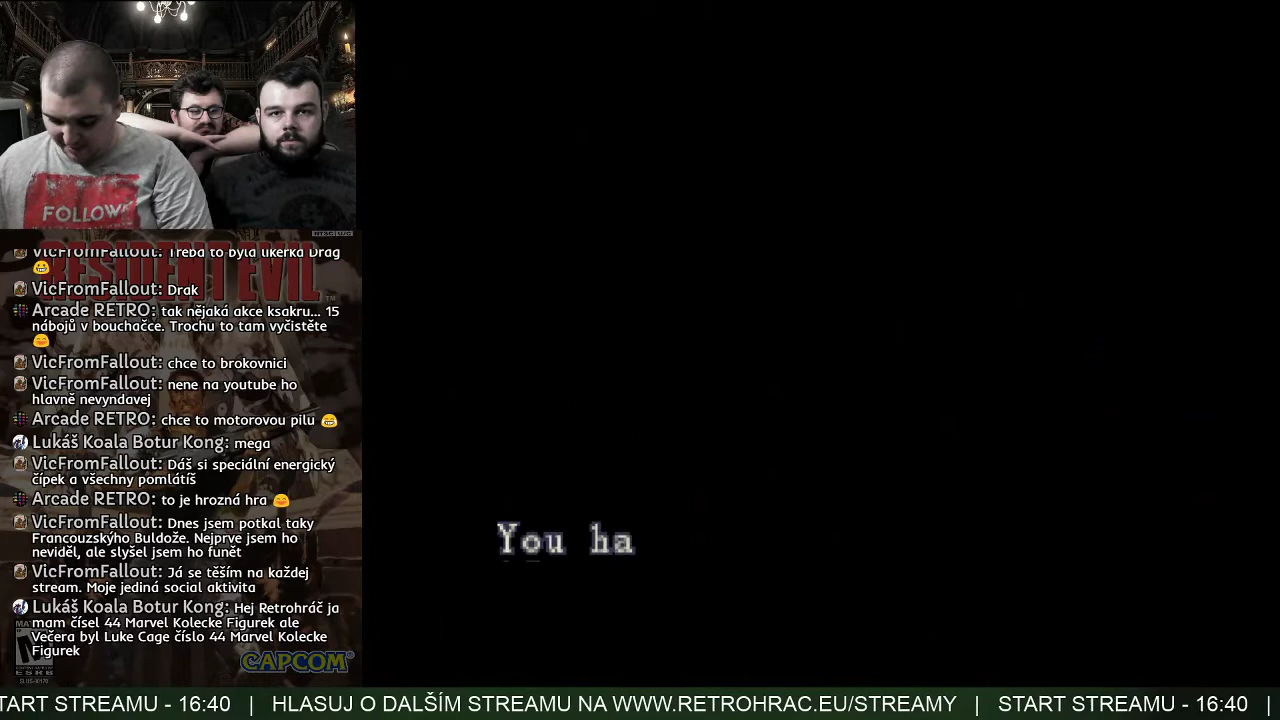 FOLLOW
NTSC U/C
RESIDENT EVIL
VicFromFallout: Třeba to byla likérka Drag
VicFromFallout: Drak
Arcade RETRO: tak nějaká akce ksakru... 15
nábojů v bouchačce. Trochu to tam vyčistěte
VicFromFallout: chce to brokovnici
VicFromFallout: nene na youtube ho
hlavně nevyndavej
Arcade RETRO: chce to motorovou pilu
Lukáš Koala Botur Kong: mega
VicFromFallout: Dáš si speciální energický
čípek a všechny pomlátíš
Arcade RETRO: to je hrozná hra
VicFromFallout: Dnes jsem potkal taky
Francouzskýho Buldože. Nejprve jsem ho
neviděl, ale slyšel jsem ho funět
VicFromFallout: Já se těším na každej
stream. Moje jediná social aktivita
Lukáš Koala Botur Kong: Hej Retrohráč ja
mam čísel 44 Marvel Kolecke Figurek ale
Večera byl Luke Cage číslo 44 Marvel Kolecke
Figurek
ESRB
CAPCOM
You ha
TART STREAMU - 16:40 | HLASUJ O DALŠÍM STREAMU NA WWW.RETROHRAC.EU/STREAMY | START STREAMU - 16:40 |